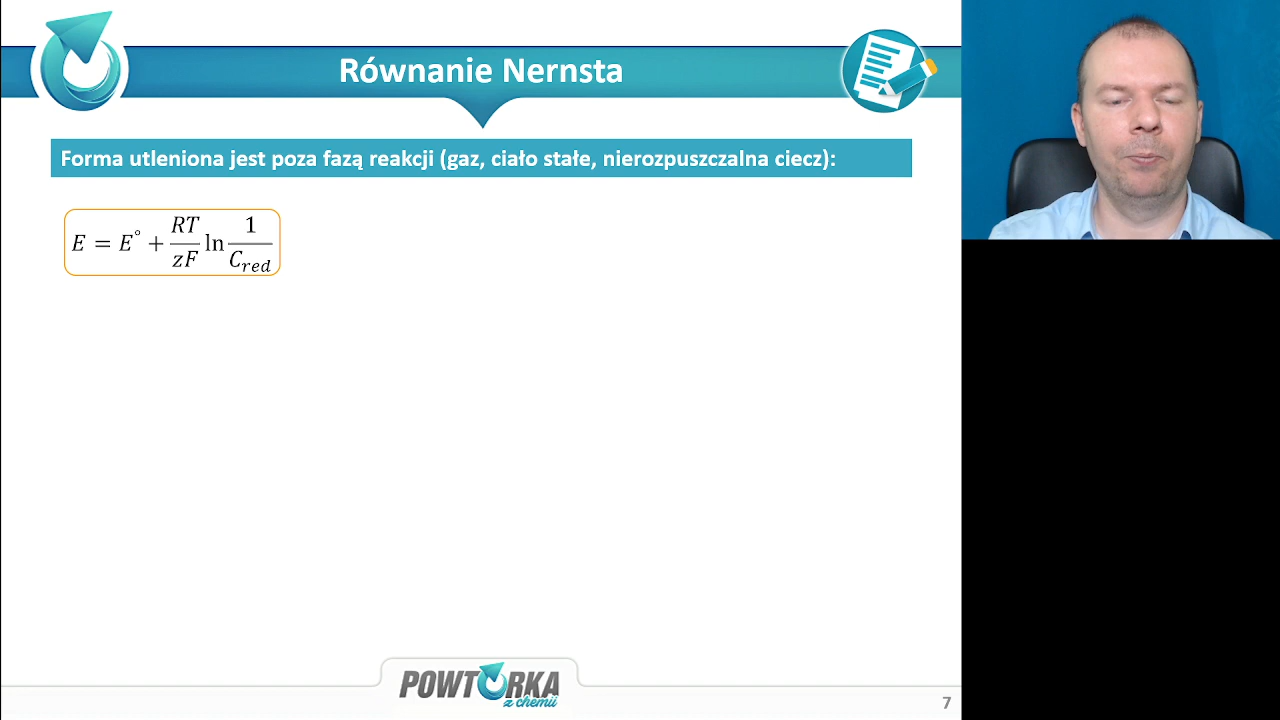 Równanie Nernsta
Forma utleniona jest poza fazą reakcji (gaz, ciało stałe, nierozpuszczalna ciecz):
E = E° + RT/zF ln 1/C_red
POWTÓRKA
z chemii
7